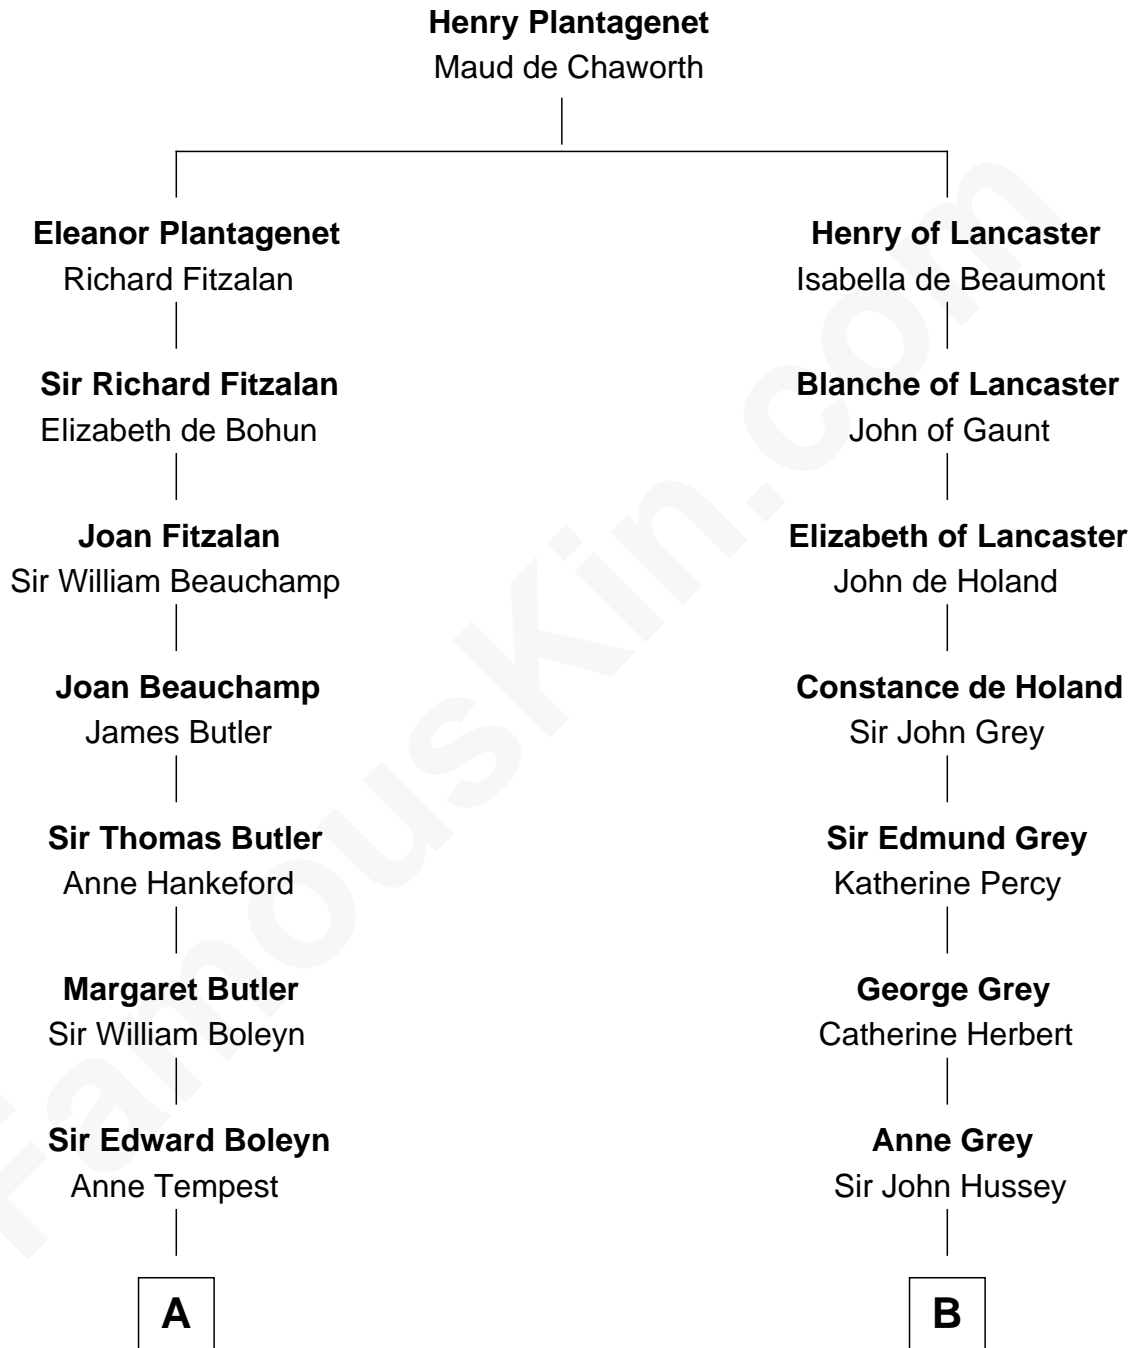 Henry Plantagenet
Maud de Chaworth
Eleanor Plantagenet
Richard Fitzalan
Henry of Lancaster
Isabella de Beaumont
Sir Richard Fitzalan
Elizabeth de Bohun
Blanche of Lancaster
John of Gaunt
Joan Fitzalan
Sir William Beauchamp
Elizabeth of Lancaster
John de Holand
Joan Beauchamp
James Butler
Constance de Holand
Sir John Grey
Sir Thomas Butler
Anne Hankeford
Sir Edmund Grey
Katherine Percy
Margaret Butler
Sir William Boleyn
George Grey
Catherine Herbert
Sir Edward Boleyn
Anne Tempest
Anne Grey
Sir John Hussey
A
B
FamousKin.com